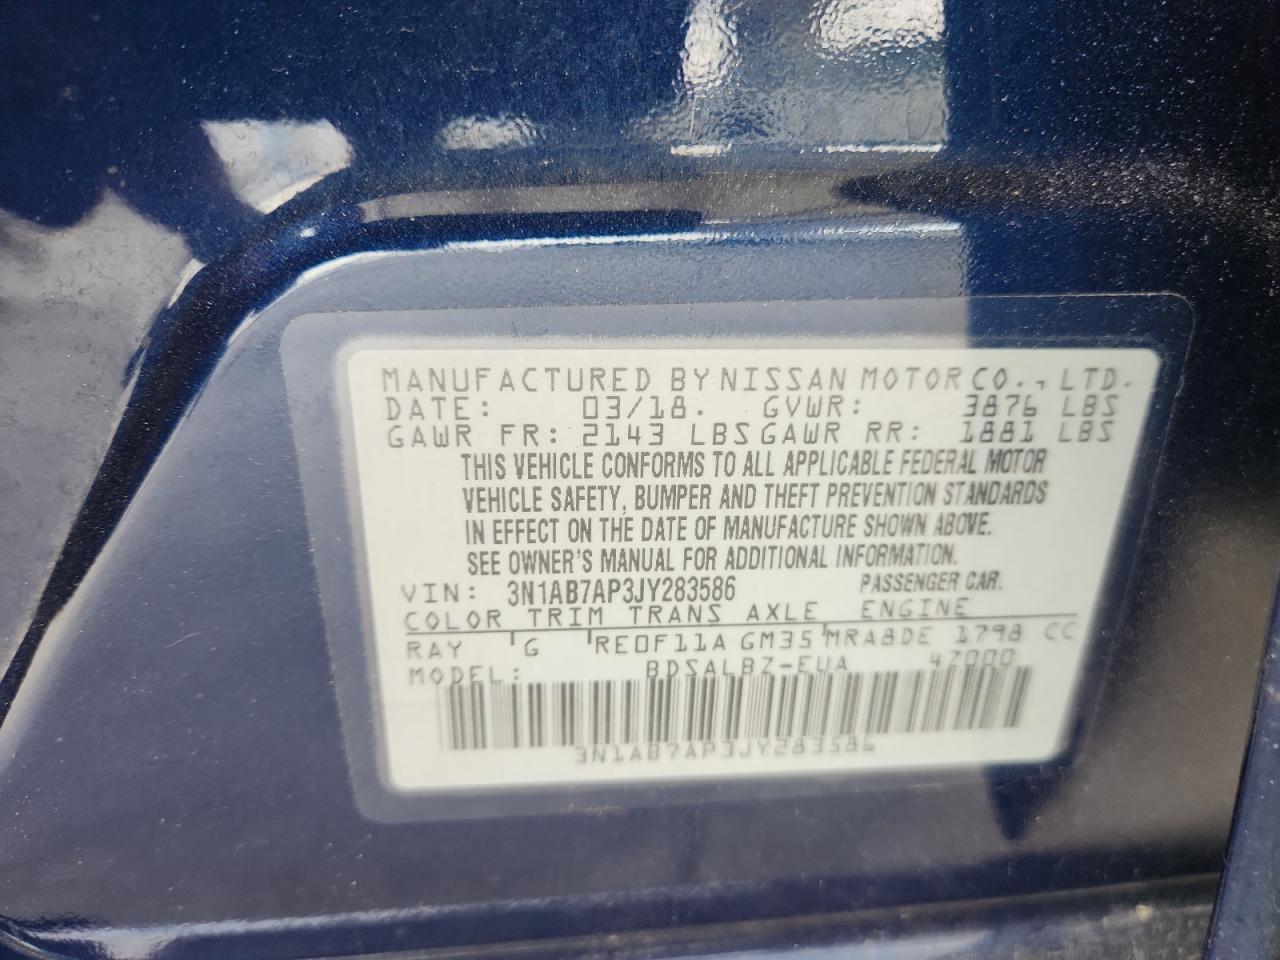 MANUFACTURED BY NISSAN MOTOR CO., LTD.
DATE: 03/18. GVWR: 3876 LBS
GAWR FR: 2143 LBS GAWR RR: 1881 LBS
THIS VEHICLE CONFORMS TO ALL APPLICABLE FEDERAL MOTOR
VEHICLE SAFETY, BUMPER AND THEFT PREVENTION STANDARDS
IN EFFECT ON THE DATE OF MANUFACTURE SHOWN ABOVE.
SEE OWNER'S MANUAL FOR ADDITIONAL INFORMATION.
VIN: 3N1AB7AP3JY283586 PASSENGER CAR.
COLOR TRIM TRANS AXLE ENGINE
RAY G RE0F11A GM35 MRA8DE 1798 CC
MODEL: BDSALBZ-EUA 47000
3N1AB7AP3JY283586